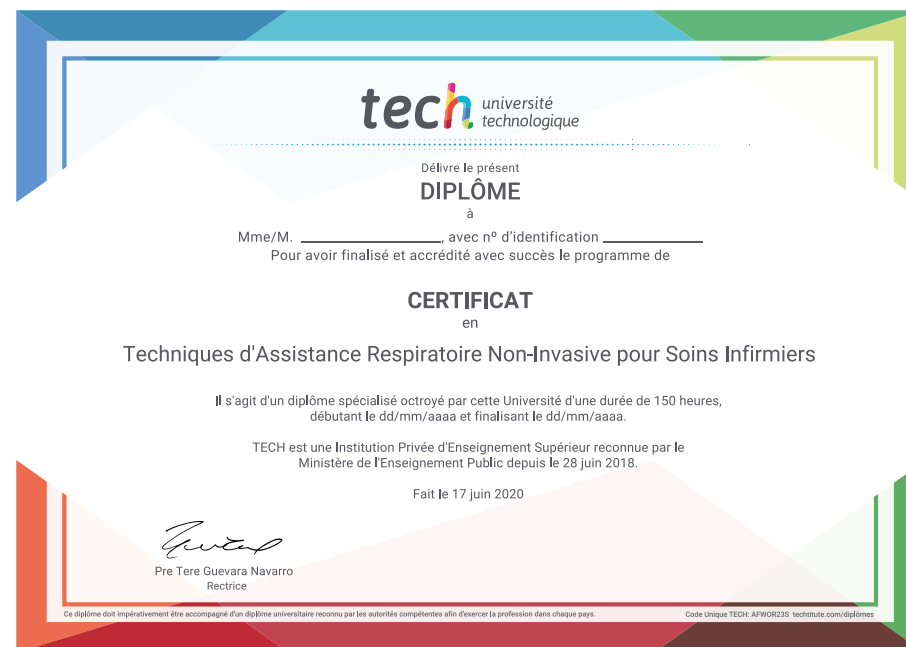 tech université
technologique
Délivre le présent
DIPLÔME
à
Mme/M. ____________________, avec nº d'identification ______________
Pour avoir finalisé et accrédité avec succès le programme de
CERTIFICAT
en
Techniques d'Assistance Respiratoire Non-Invasive pour Soins Infirmiers
Il s'agit d'un diplôme spécialisé octroyé par cette Université d'une durée de 150 heures,
débutant le dd/mm/aaaa et finalisant le dd/mm/aaaa.
TECH est une Institution Privée d'Enseignement Supérieur reconnue par le
Ministère de l'Enseignement Public depuis le 28 juin 2018.
Fait le 17 juin 2020
Pre Tere Guevara Navarro
Rectrice
Ce diplôme doit impérativement être accompagné d'un diplôme universitaire reconnu par les autorités compétentes afin d'exercer la profession dans chaque pays.
Code Unique TECH: AFWOR23S techtitute.com/diplômes